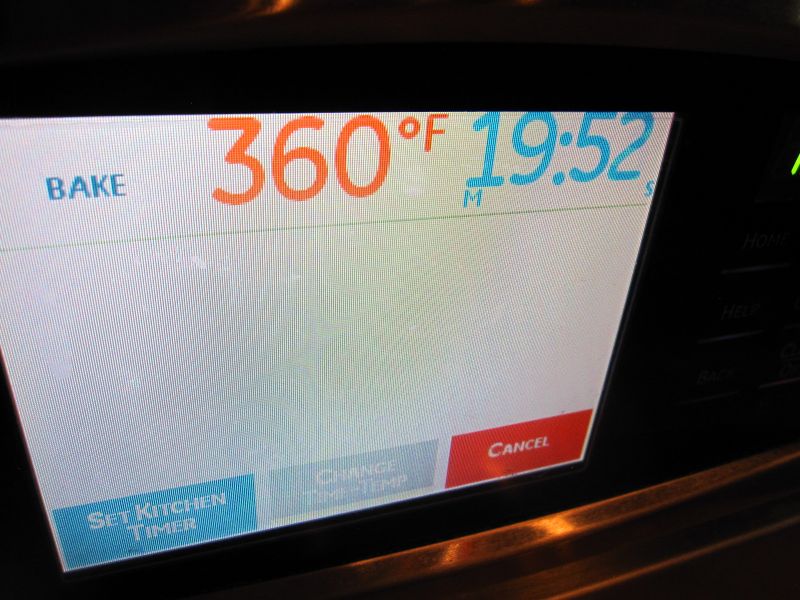 BAKE 360°F 19:52
M S
SET KITCHEN
TIMER
CHANGE
TIME/TEMP
CANCEL
HOME
HELP
BACK